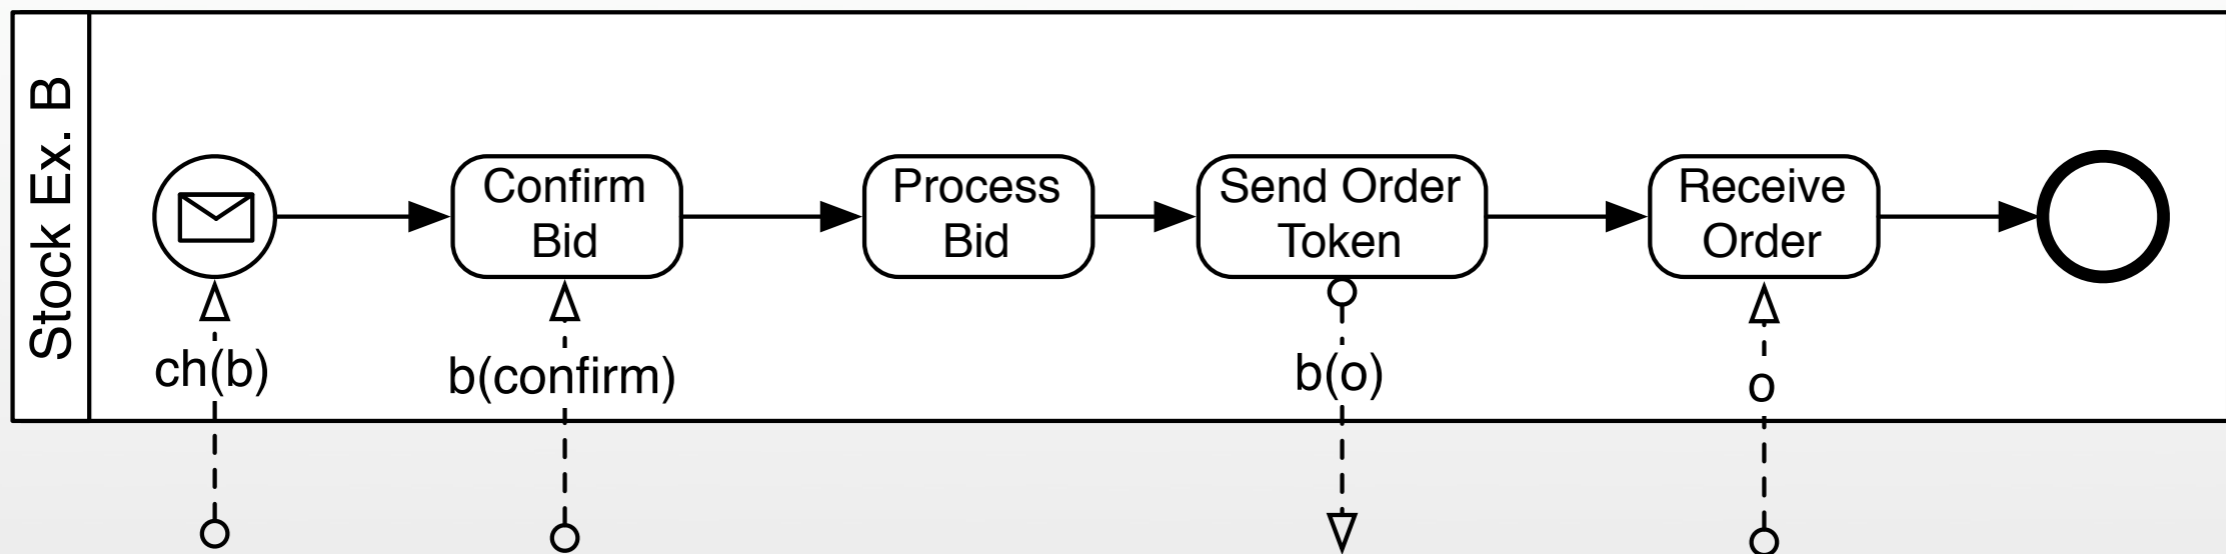 Stock Ex. B
Confirm
Bid
Process
Bid
Send Order
Token
Receive
Order
ch(b)
b(confirm)
b(o)
o